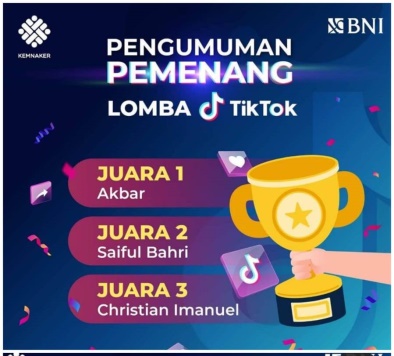 KEMNAKER
BNI
PENGUMUMAN
PEMENANG
LOMBA TikTok
JUARA 1
Akbar
JUARA 2
Saiful Bahri
JUARA 3
Christian Imanuel